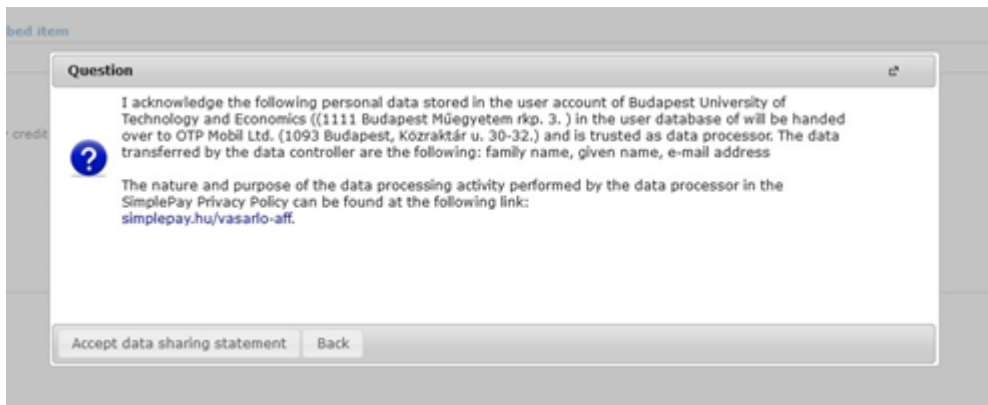 bed item
Question
I acknowledge the following personal data stored in the user account of Budapest University of
Technology and Economics ((1111 Budapest Műegyetem rkp. 3. ) in the user database of will be handed
over to OTP Mobil Ltd. (1093 Budapest, Közraktár u. 30-32.) and is trusted as data processor. The data
transferred by the data controller are the following: family name, given name, e-mail address
credit
The nature and purpose of the data processing activity performed by the data processor in the
SimplePay Privacy Policy can be found at the following link:
simplepay.hu/vasarlo-aff.
Accept data sharing statement
Back